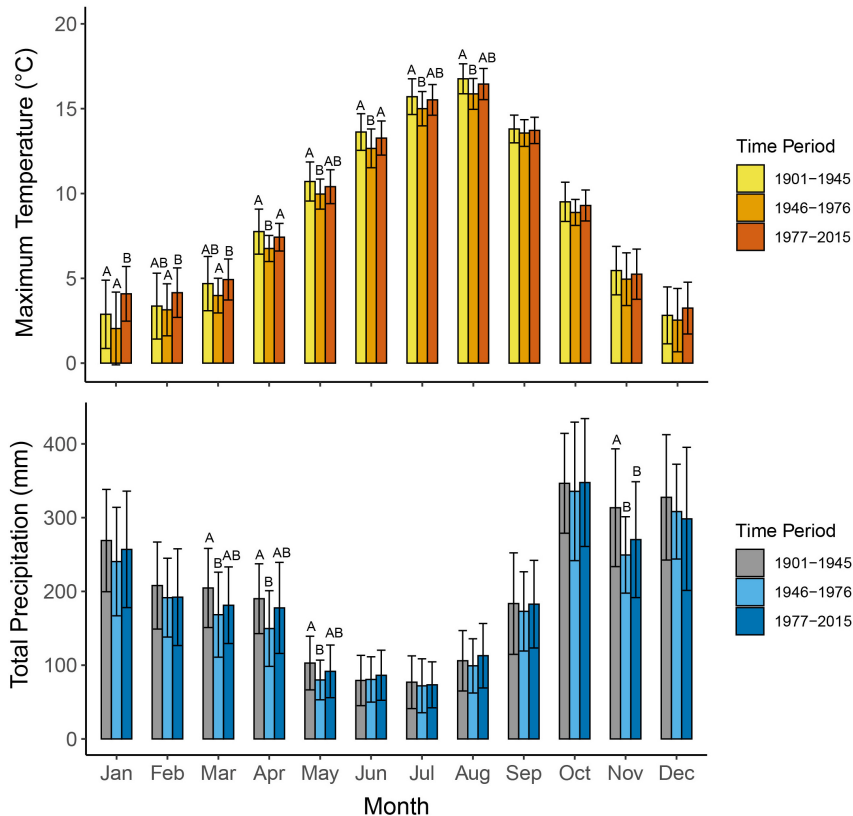 Maximum Temperature (°C)
20
15
10
5
0
A A B
AB A B
AB A B
A B A
A B AB
A B A
A B AB
A B AB
Time Period
1901−1945
1946−1976
1977−2015
Total Precipitation (mm)
400
300
200
100
0
A B AB
A B AB
A B AB
A B B
Time Period
1901−1945
1946−1976
1977−2015
Jan Feb Mar Apr May Jun Jul Aug Sep Oct Nov Dec
Month